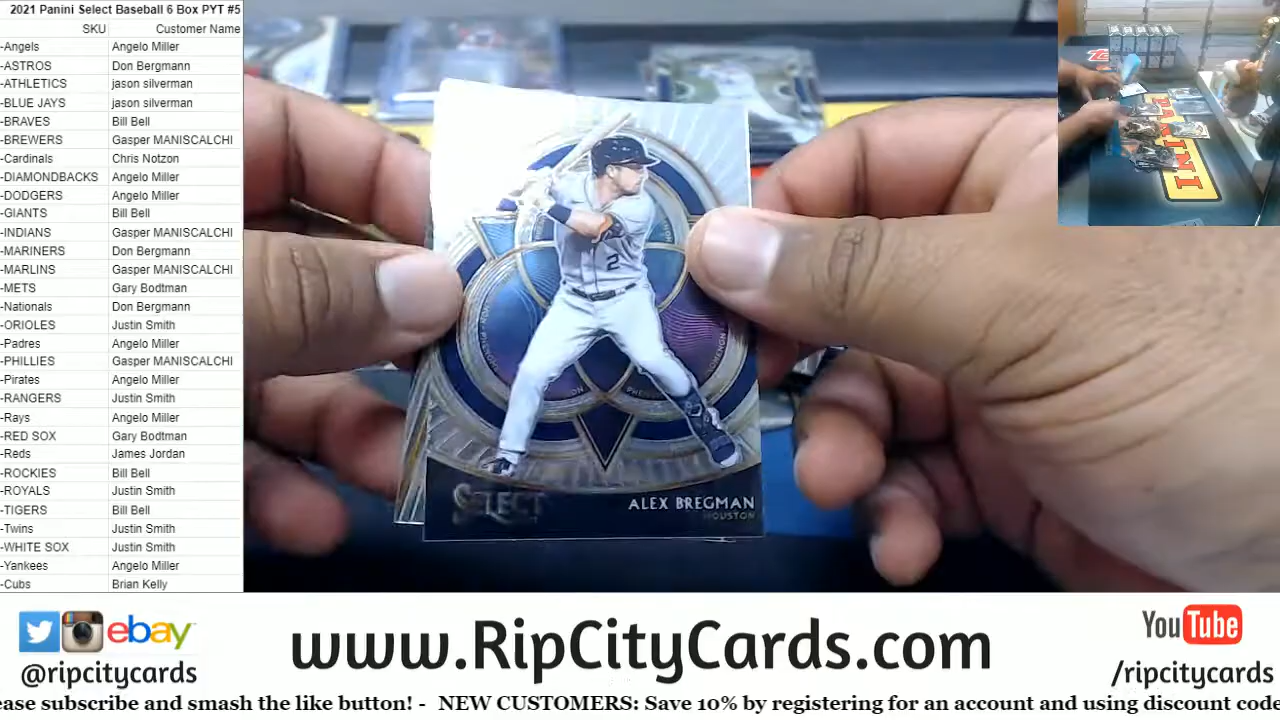 2021 Panini Select Baseball 6 Box PYT #5
SKU Customer Name
-Angels Angelo Miller
-ASTROS Don Bergmann
-ATHLETICS jason silverman
-BLUE JAYS jason silverman
-BRAVES Bill Bell
-BREWERS Gasper MANISCALCHI
-Cardinals Chris Notzon
-DIAMONDBACKS Angelo Miller
-DODGERS Angelo Miller
-GIANTS Bill Bell
-INDIANS Gasper MANISCALCHI
-MARINERS Don Bergmann
-MARLINS Gasper MANISCALCHI
-METS Gary Bodtman
-Nationals Don Bergmann
-ORIOLES Justin Smith
-Padres Angelo Miller
-PHILLIES Gasper MANISCALCHI
-Pirates Angelo Miller
-RANGERS Justin Smith
-Rays Angelo Miller
-RED SOX Gary Bodtman
-Reds James Jordan
-ROCKIES Bill Bell
-ROYALS Justin Smith
-TIGERS Bill Bell
-Twins Justin Smith
-WHITE SOX Justin Smith
-Yankees Angelo Miller
-Cubs Brian Kelly
2
SELECT
ALEX BREGMAN
HOUSTON
PANINI
ebay
@ripcitycards
www.RipCityCards.com
YouTube
/ripcitycards
ease subscribe and smash the like button! - NEW CUSTOMERS: Save 10% by registering for an account and using discount code